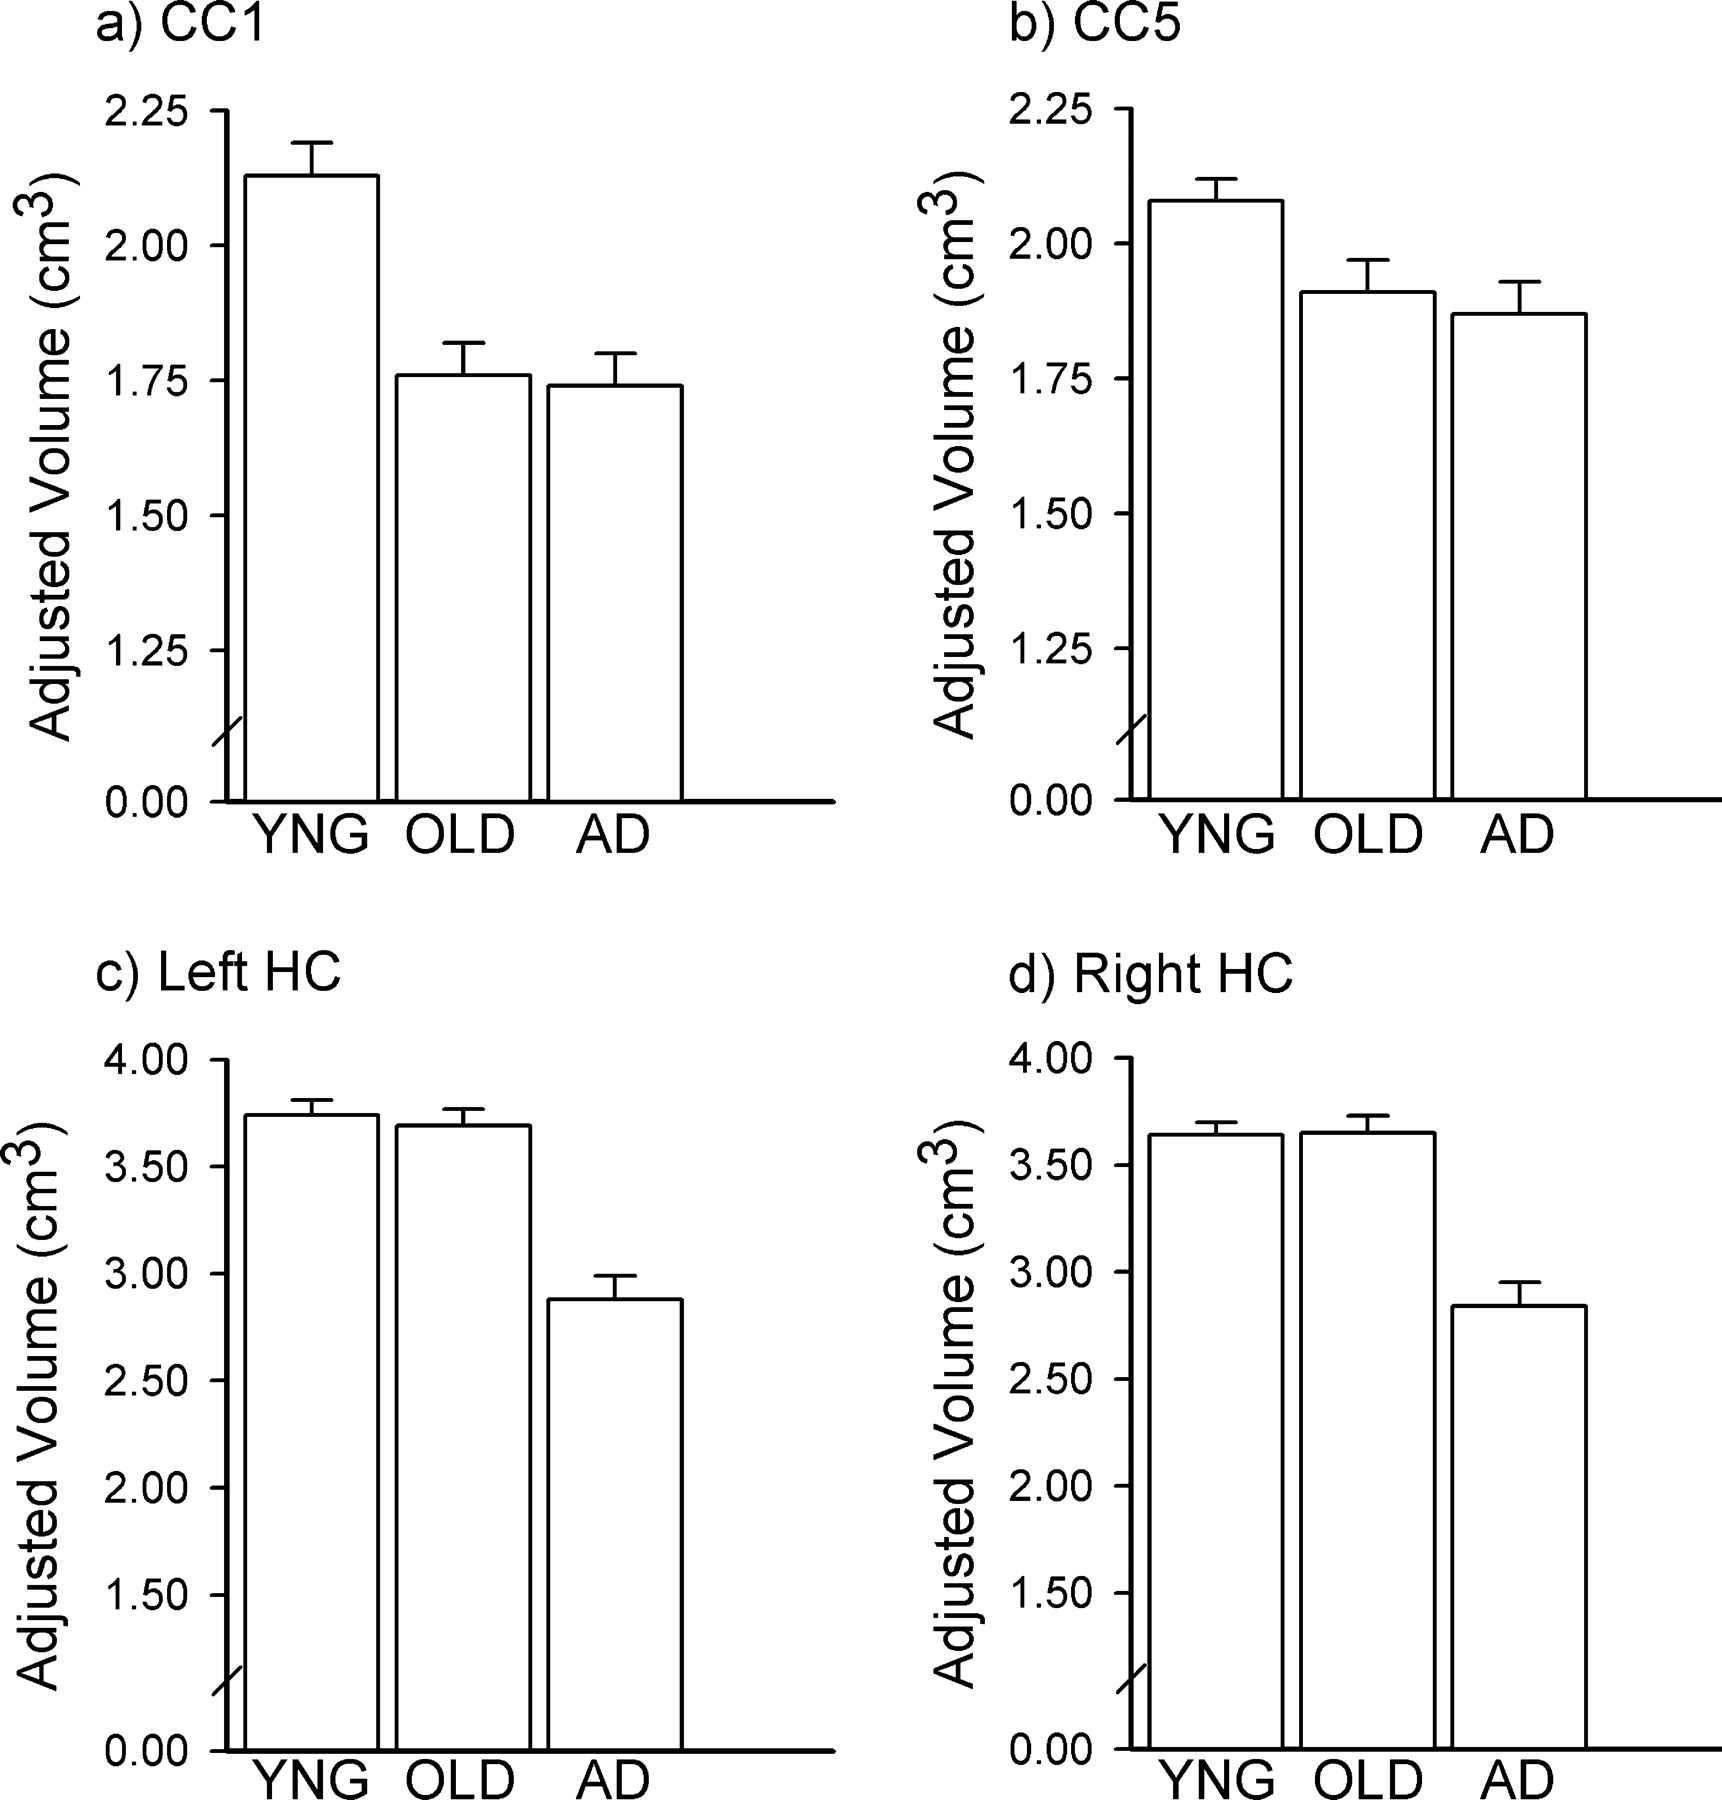 a) CC1
2.25
2.00
1.75
1.50
1.25
0.00
Adjusted Volume (cm3)
YNG OLD AD
b) CC5
2.25
2.00
1.75
1.50
1.25
0.00
Adjusted Volume (cm3)
YNG OLD AD
c) Left HC
4.00
3.50
3.00
2.50
2.00
1.50
0.00
Adjusted Volume (cm3)
YNG OLD AD
d) Right HC
4.00
3.50
3.00
2.50
2.00
1.50
0.00
Adjusted Volume (cm3)
YNG OLD AD